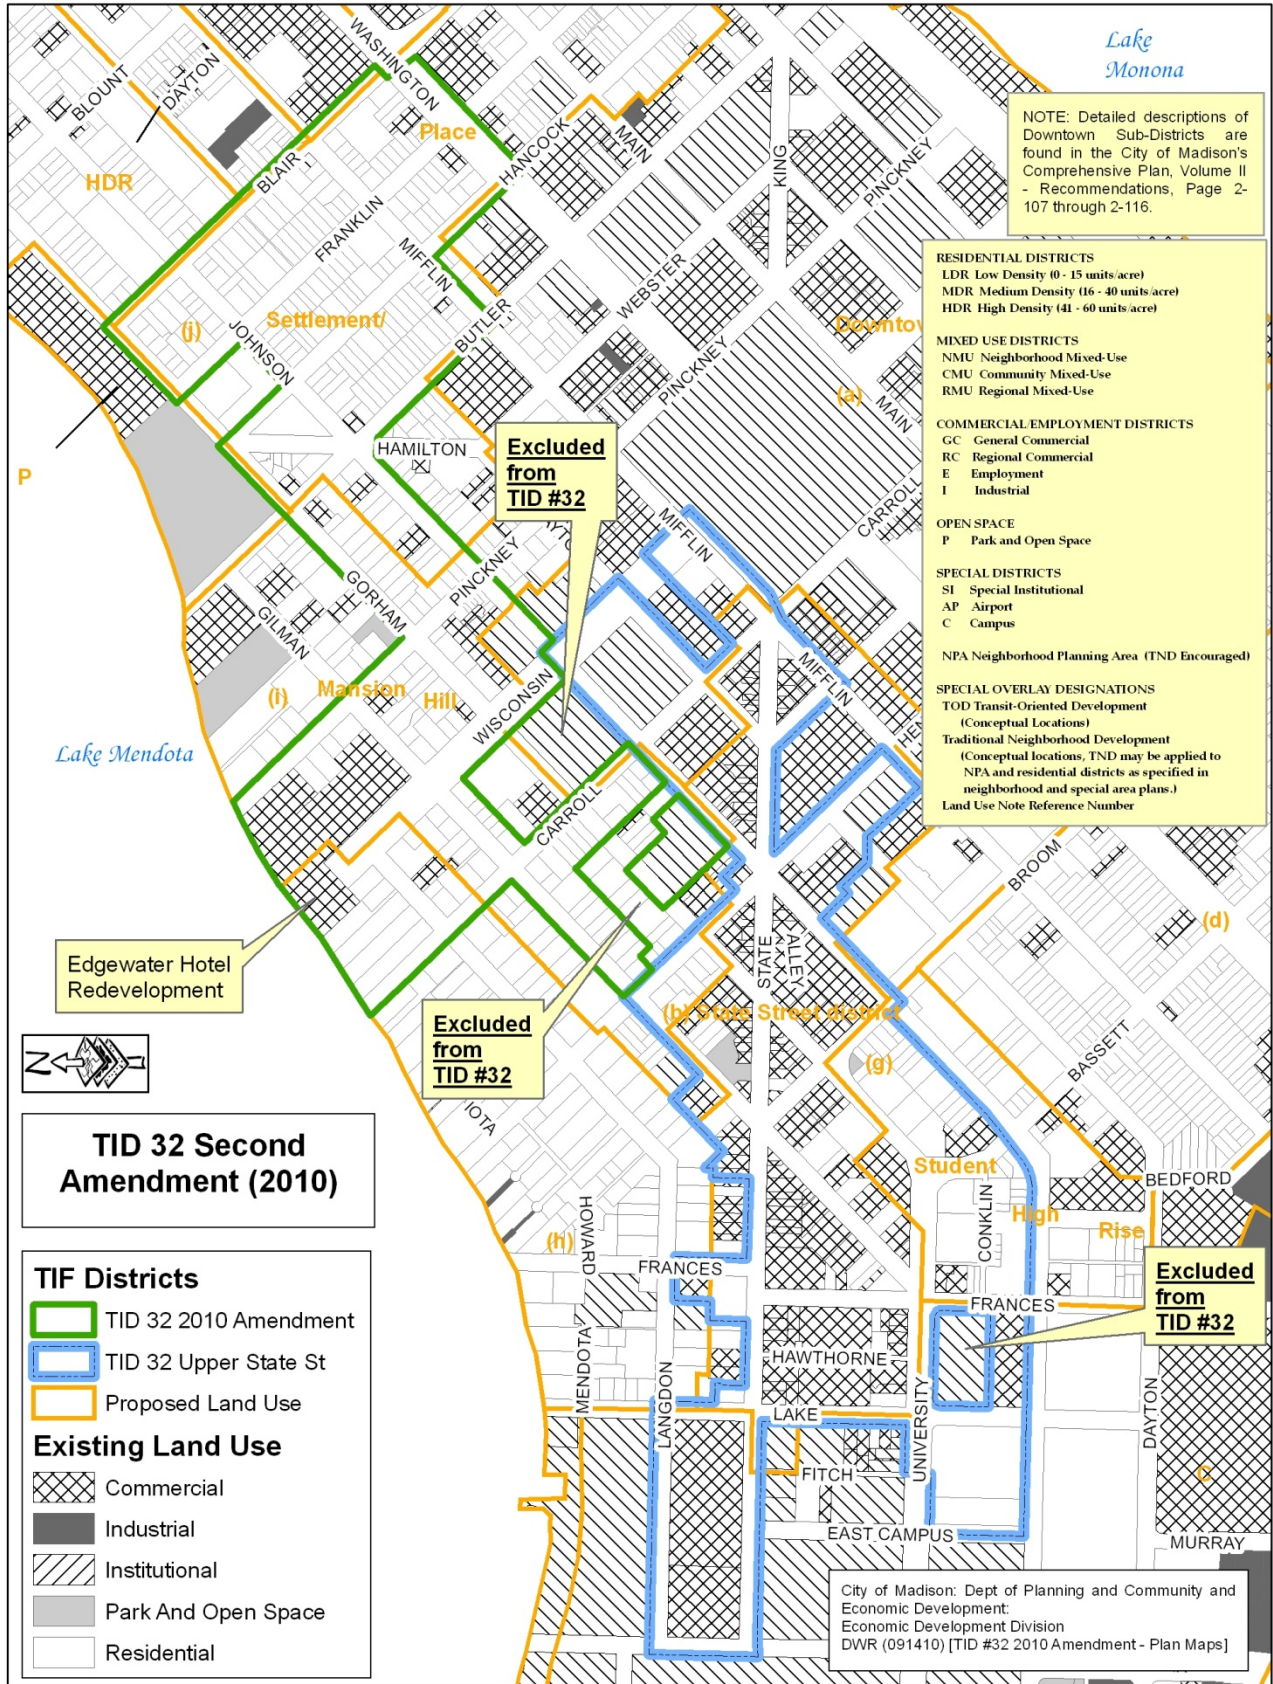 Lake
Monona
NOTE: Detailed descriptions of
Downtown Sub-Districts are
found in the City of Madison's
Comprehensive Plan, Volume II
- Recommendations, Page 2-
107 through 2-116.
RESIDENTIAL DISTRICTS
LDR Low Density (0 - 15 units/acre)
MDR Medium Density (16 - 40 units/acre)
HDR High Density (41 - 60 units/acre)
MIXED USE DISTRICTS
NMU Neighborhood Mixed-Use
CMU Community Mixed-Use
RMU Regional Mixed-Use
COMMERCIAL/EMPLOYMENT DISTRICTS
GC General Commercial
RC Regional Commercial
E Employment
I Industrial
OPEN SPACE
P Park and Open Space
SPECIAL DISTRICTS
SI Special Institutional
AP Airport
C Campus
NPA Neighborhood Planning Area (TND Encouraged)
SPECIAL OVERLAY DESIGNATIONS
TOD Transit-Oriented Development
(Conceptual Locations)
Traditional Neighborhood Development
(Conceptual locations, TND may be applied to
NPA and residential districts as specified in
neighborhood and special area plans.)
Land Use Note Reference Number
WASHINGTON
DAYTON
BLOUNT
Place
HANCOCK
MAIN
KING
PINCKNEY
HDR
BLAIR
FRANKLIN
MIFFLIN
WEBSTER
(j)
Settlement/
JOHNSON
BUTLER
PINCKNEY
Downtow
(a)
MAIN
HAMILTON
Excluded
from
TID #32
P
MIFFLIN
CARROL
PINCKNEY
GORHAM
GILMAN
(i)
Mansion
Hill
WISCONSIN
MIFFLIN
HEN
Lake Mendota
CARROLL
BROOM
(d)
STATE
ALLEY
Edgewater Hotel
Redevelopment
Excluded
from
TID #32
(b) State Street district
(g)
BASSETT
N
IOTA
TID 32 Second
Amendment (2010)
Student
High
Rise
CONKLIN
BEDFORD
HOWARD
(h)
FRANCES
FRANCES
Excluded
from
TID #32
MENDOTA
LANGDON
HAWTHORNE
LAKE
UNIVERSITY
DAYTON
FITCH
C
EAST CAMPUS
MURRAY
TIF Districts
TID 32 2010 Amendment
TID 32 Upper State St
Proposed Land Use
Existing Land Use
Commercial
Industrial
Institutional
Park And Open Space
Residential
City of Madison: Dept of Planning and Community and
Economic Development:
Economic Development Division
DWR (091410) [TID #32 2010 Amendment - Plan Maps]